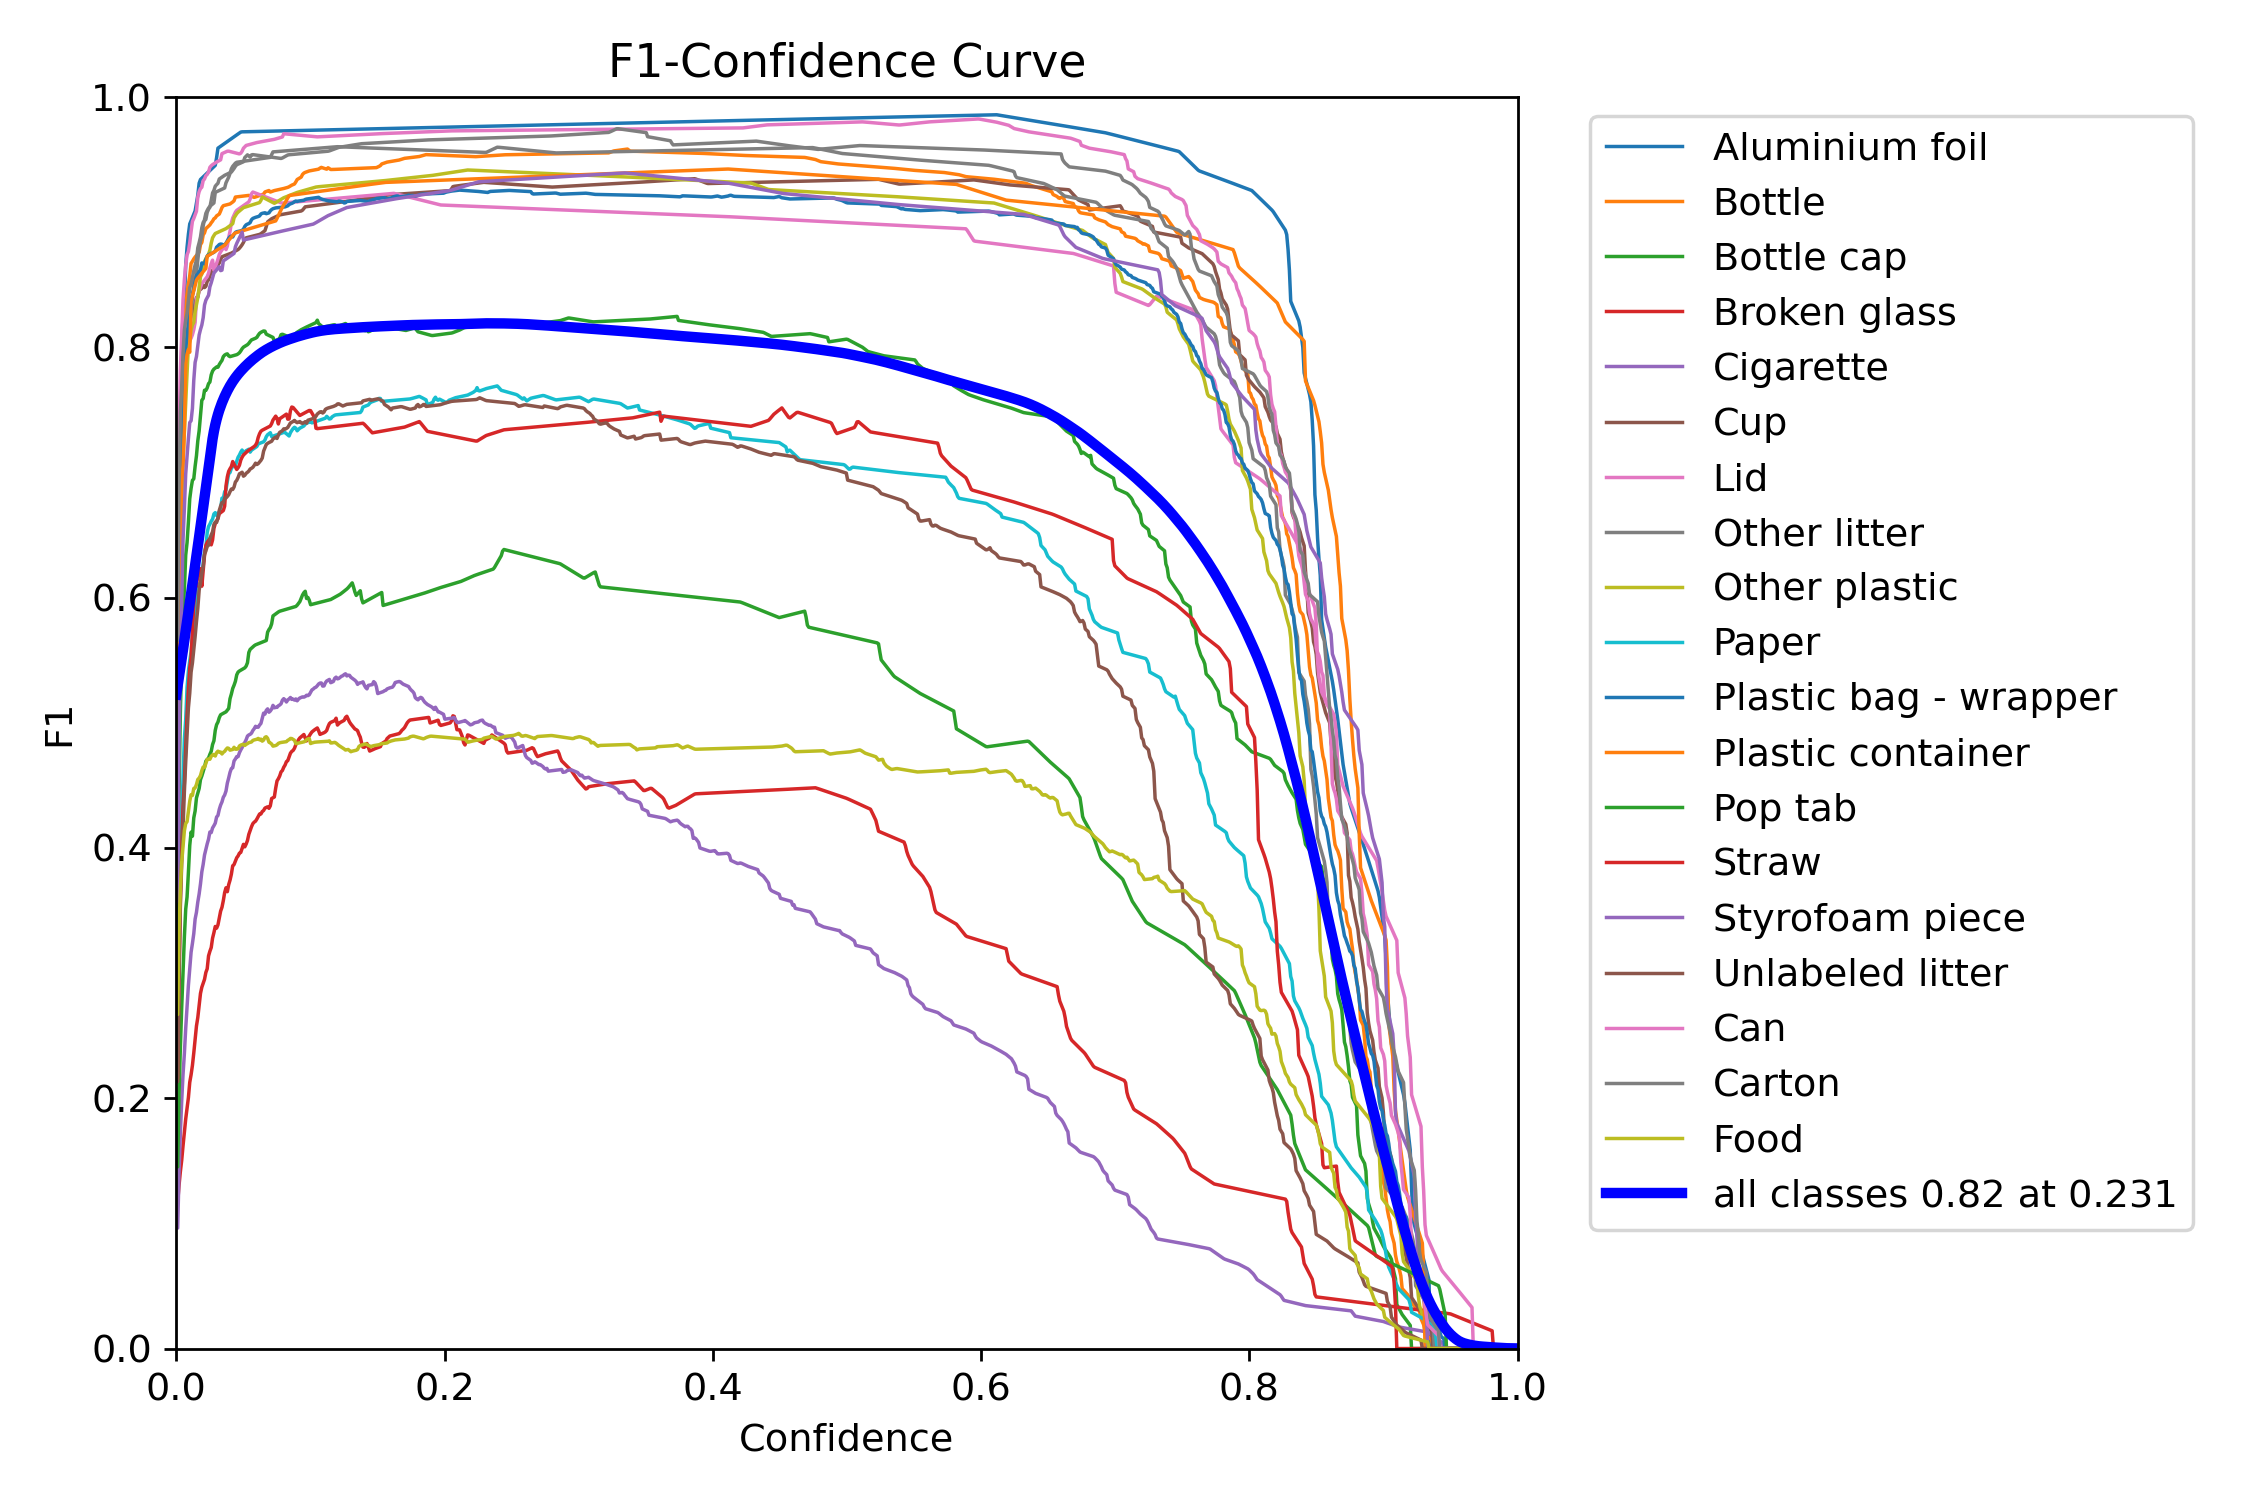 F1-Confidence Curve
1.0
0.8
0.6
0.4
0.2
0.0
F1
0.0 0.2 0.4 0.6 0.8 1.0
Confidence
Aluminium foil
Bottle
Bottle cap
Broken glass
Cigarette
Cup
Lid
Other litter
Other plastic
Paper
Plastic bag - wrapper
Plastic container
Pop tab
Straw
Styrofoam piece
Unlabeled litter
Can
Carton
Food
all classes 0.82 at 0.231